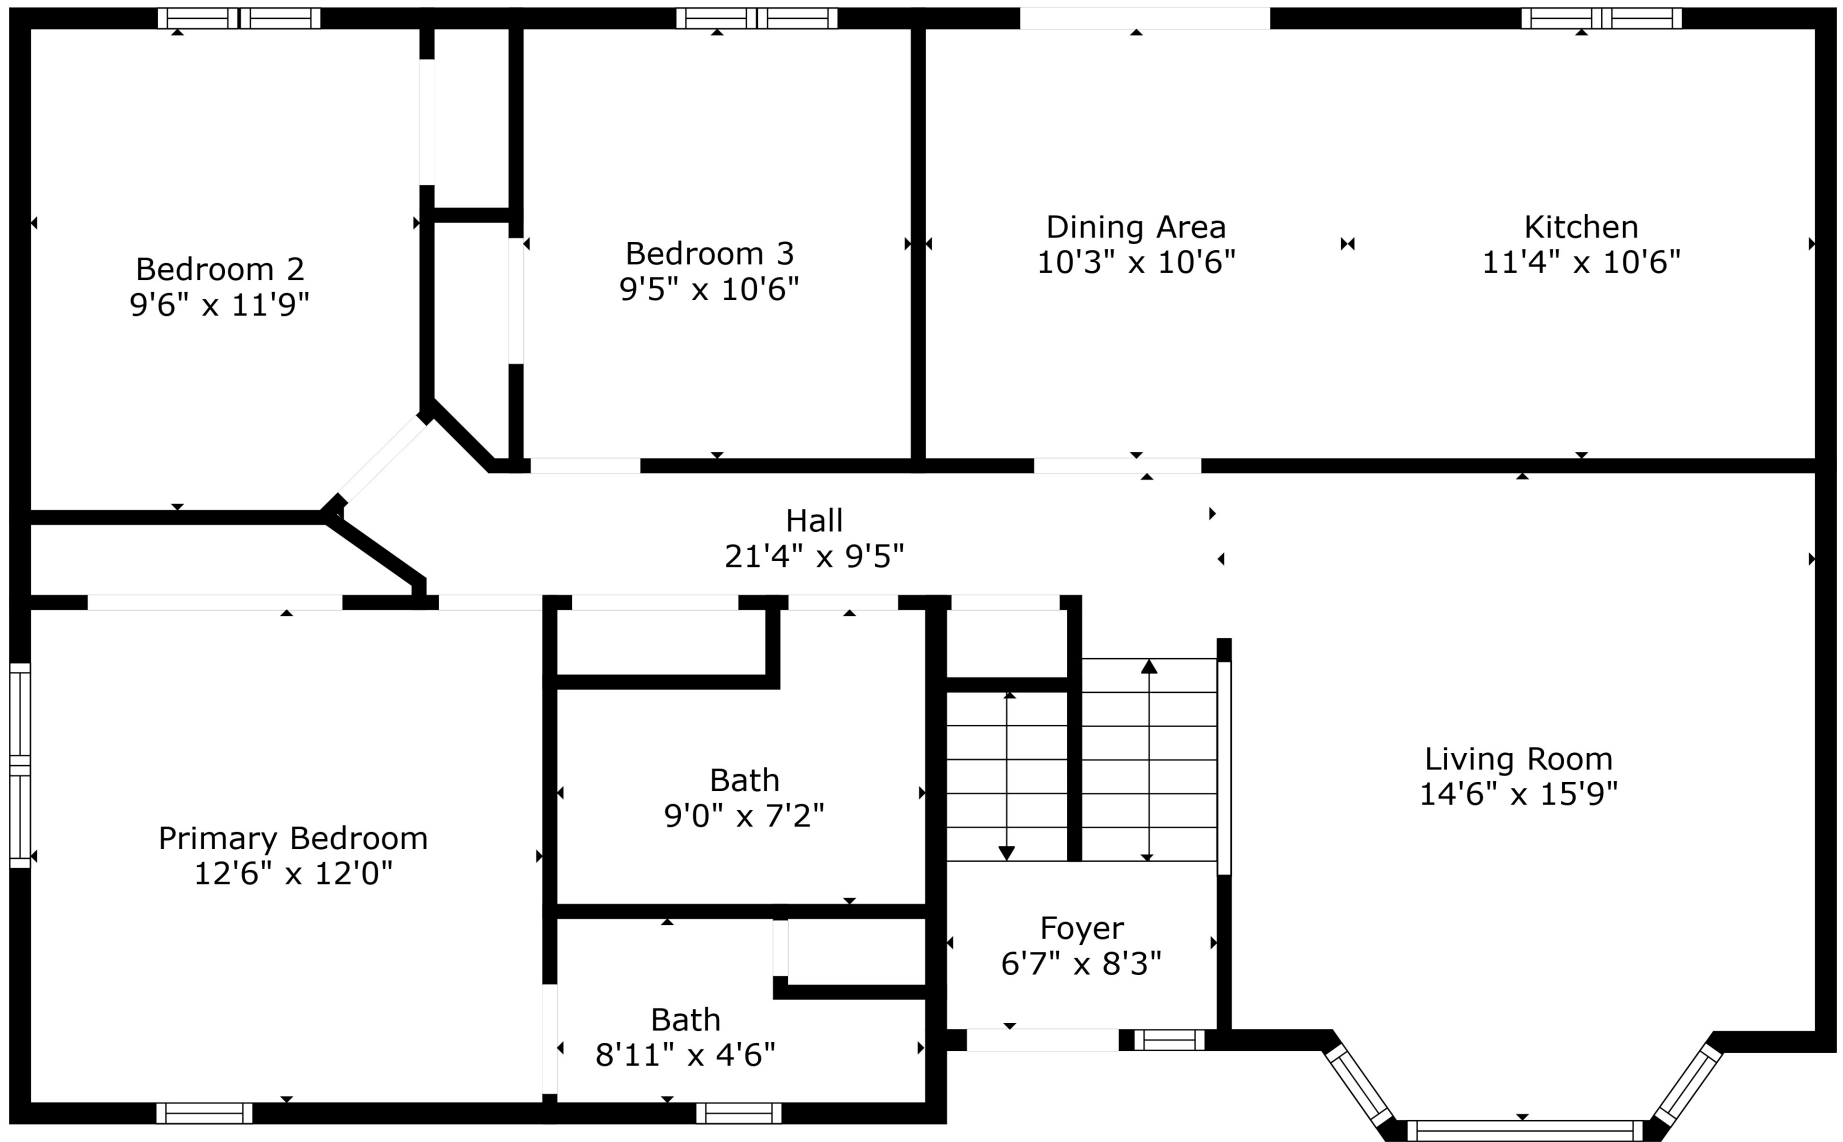 Bedroom 2
9'6" x 11'9"
Bedroom 3
9'5" x 10'6"
Dining Area
10'3" x 10'6"
Kitchen
11'4" x 10'6"
Hall
21'4" x 9'5"
Primary Bedroom
12'6" x 12'0"
Bath
9'0" x 7'2"
Living Room
14'6" x 15'9"
Foyer
6'7" x 8'3"
Bath
8'11" x 4'6"